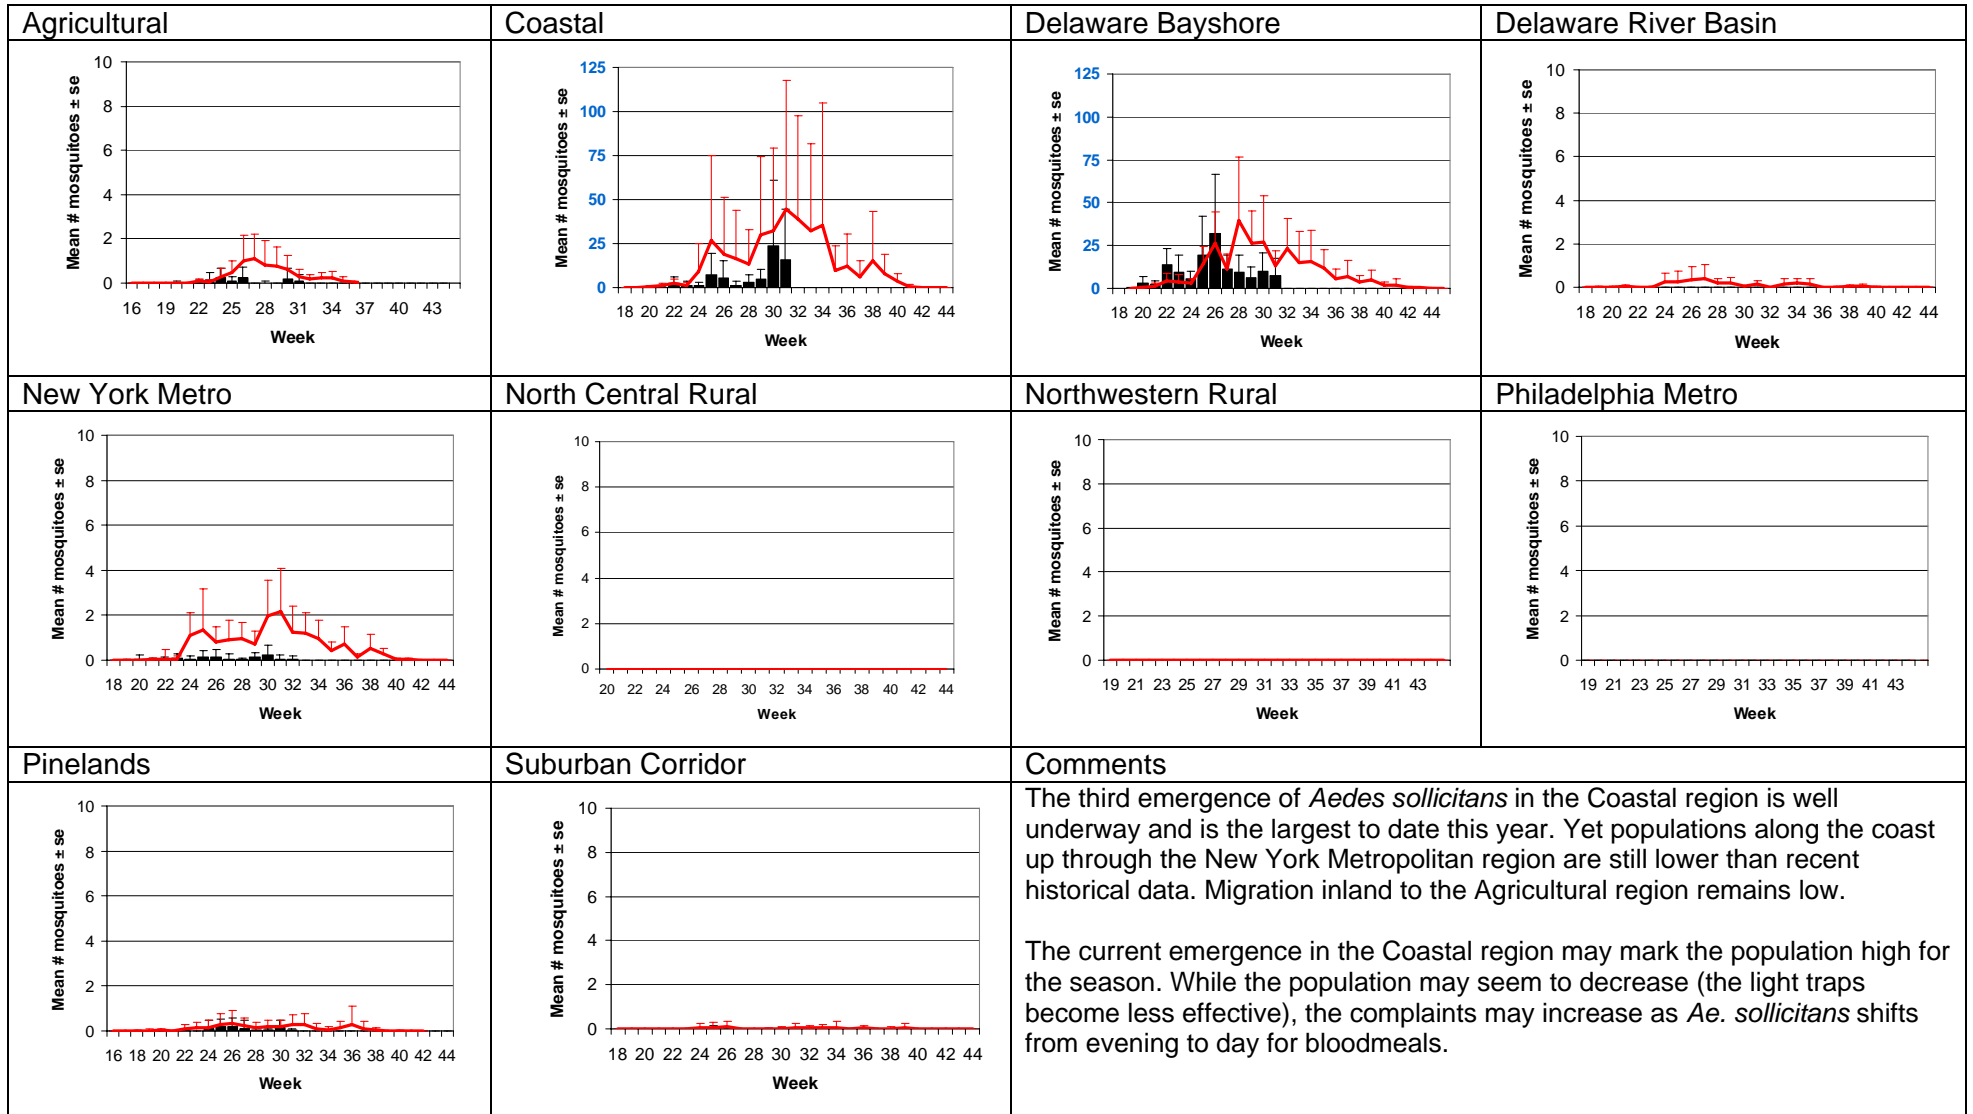 Agricultural
Coastal
Delaware Bayshore
Delaware River Basin
Mean # mosquitoes ± se
10
8
6
4
2
0
16 19 22 25 28 31 34 37 40 43
Week
Mean # mosquitoes ± se
125
100
75
50
25
0
18 20 22 24 26 28 30 32 34 36 38 40 42 44
Week
Mean # mosquitoes ± se
125
100
75
50
25
0
18 20 22 24 26 28 30 32 34 36 38 40 42 44
Week
Mean # mosquitoes ± se
10
8
6
4
2
0
18 20 22 24 26 28 30 32 34 36 38 40 42 44
Week
New York Metro
North Central Rural
Northwestern Rural
Philadelphia Metro
Mean # mosquitoes ± se
10
8
6
4
2
0
18 20 22 24 26 28 30 32 34 36 38 40 42 44
Week
Mean # mosquitoes ± se
10
8
6
4
2
0
20 22 24 26 28 30 32 34 36 38 40 42 44
Week
Mean # mosquitoes ± se
10
8
6
4
2
0
19 21 23 25 27 29 31 33 35 37 39 41 43
Week
Mean # mosquitoes ± se
10
8
6
4
2
0
19 21 23 25 27 29 31 33 35 37 39 41 43
Week
Pinelands
Suburban Corridor
Comments
Mean # mosquitoes ± se
10
8
6
4
2
0
16 18 20 22 24 26 28 30 32 34 36 38 40 42 44
Week
Mean # mosquitoes ± se
10
8
6
4
2
0
18 20 22 24 26 28 30 32 34 36 38 40 42 44
Week
The third emergence of Aedes sollicitans in the Coastal region is well
underway and is the largest to date this year. Yet populations along the coast
up through the New York Metropolitan region are still lower than recent
historical data. Migration inland to the Agricultural region remains low.
The current emergence in the Coastal region may mark the population high for
the season. While the population may seem to decrease (the light traps
become less effective), the complaints may increase as Ae. sollicitans shifts
from evening to day for bloodmeals.